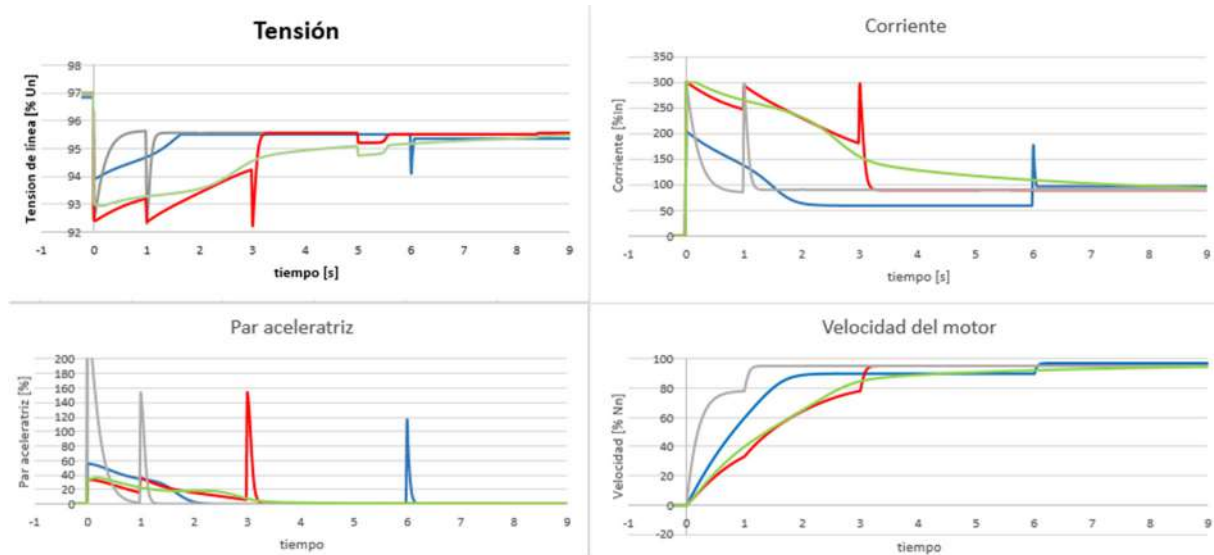 Tensión
Tension de línea [% Un]
98
97
96
95
94
93
92
-1 0 1 2 3 4 5 6 7 8 9
tiempo [s]
Corriente
Corriente [%In]
350
300
250
200
150
100
50
0
-1 0 1 2 3 4 5 6 7 8 9
tiempo [s]
Par aceleratriz
Par aceleratriz [%]
200
180
160
140
120
100
80
60
40
20
0
-1 0 1 2 3 4 5 6 7 8 9
tiempo
Velocidad del motor
Velocidad [% Nn]
100
80
60
40
20
0
-20
-1 0 1 2 3 4 5 6 7 8 9
tiempo